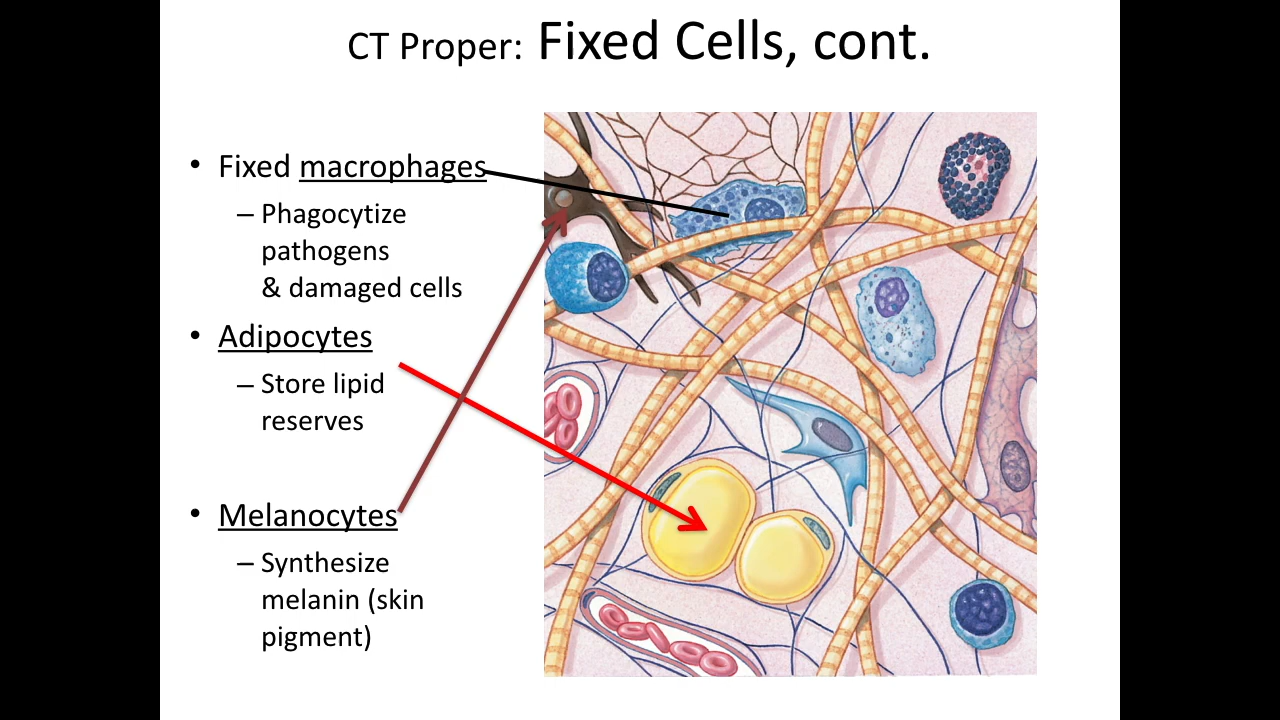 CT Proper: Fixed Cells, cont.
• Fixed macrophages
– Phagocytize
pathogens
& damaged cells
• Adipocytes
– Store lipid
reserves
• Melanocytes
– Synthesize
melanin (skin
pigment)